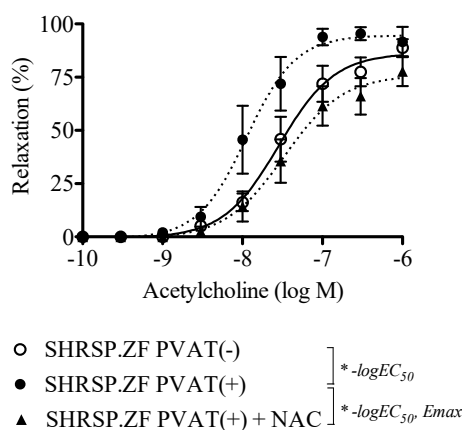 100
75
50
25
0
Relaxation (%)
-10 -9 -8 -7 -6
Acetylcholine (log M)
SHRSP.ZF PVAT(-)
* -logEC50
SHRSP.ZF PVAT(+)
* -logEC50, Emax
SHRSP.ZF PVAT(+) + NAC